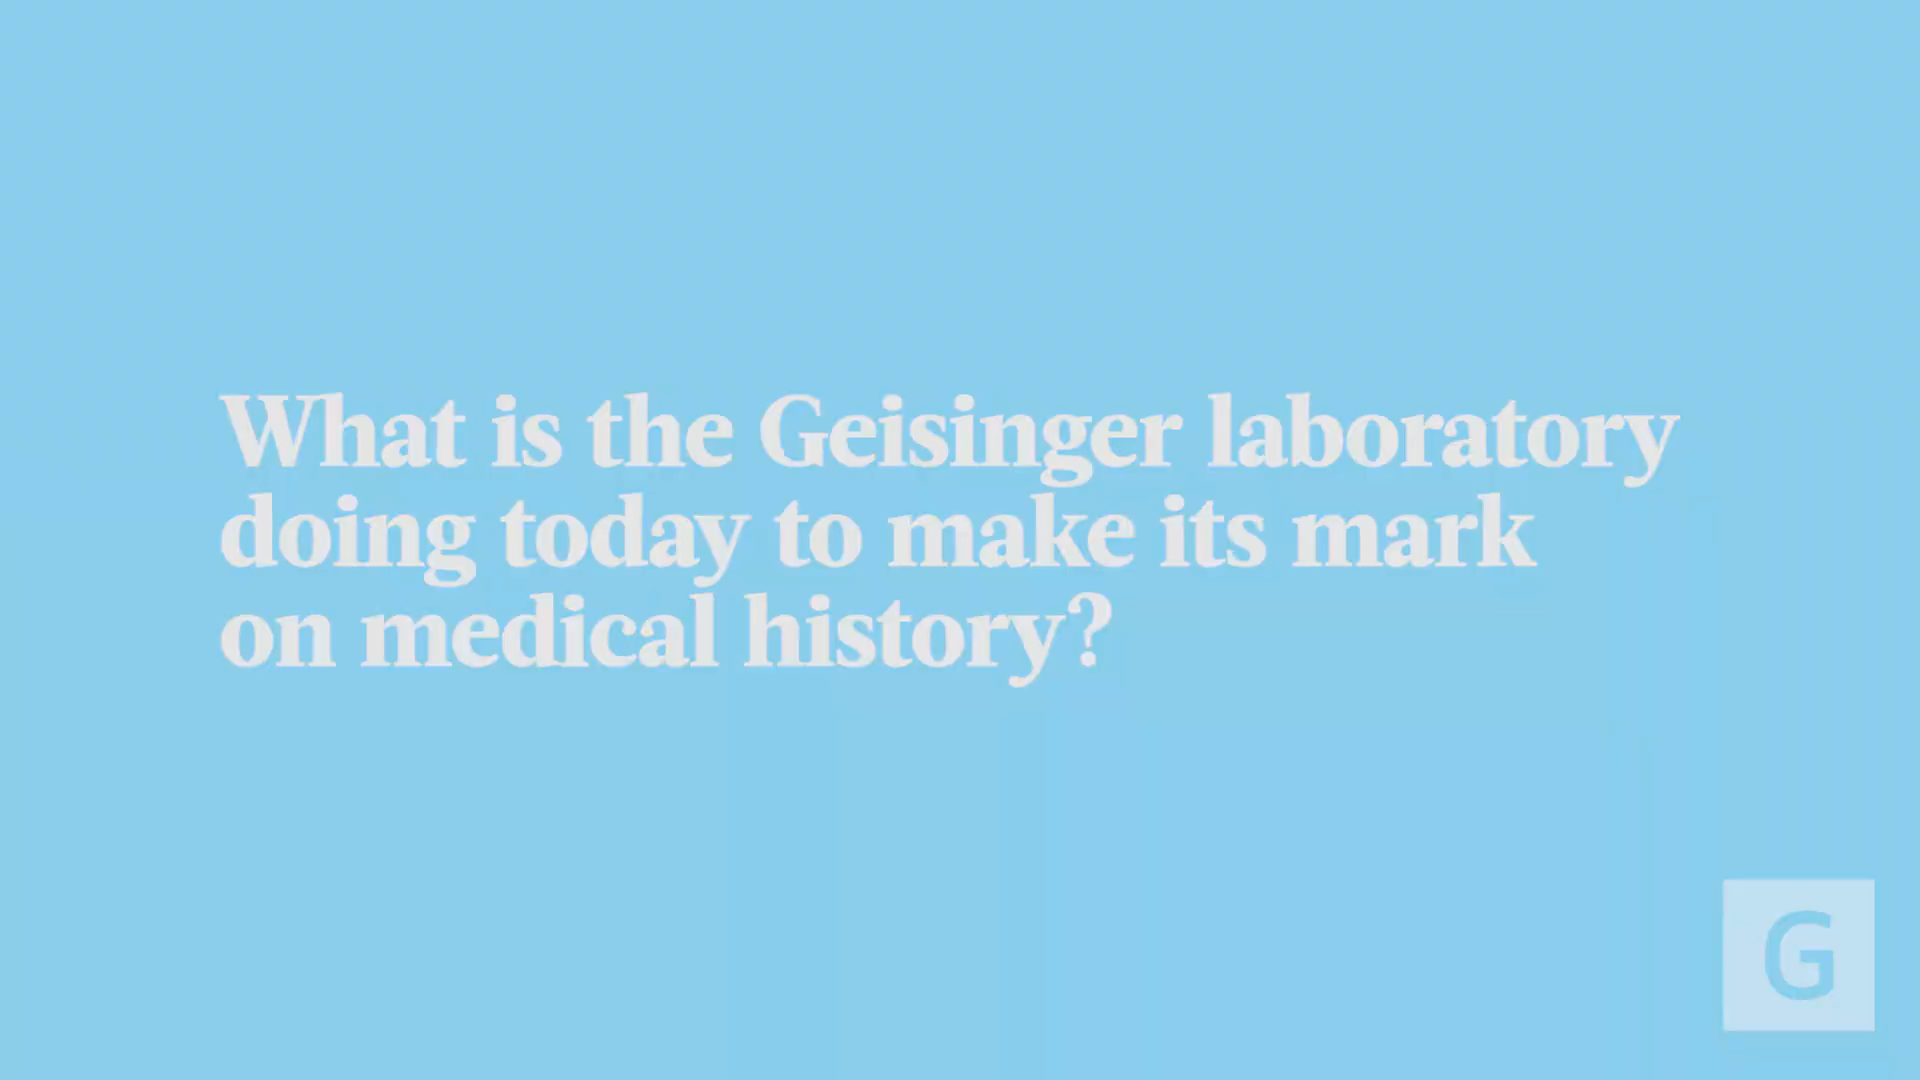 What is the Geisinger laboratory
doing today to make its mark
on medical history?
G